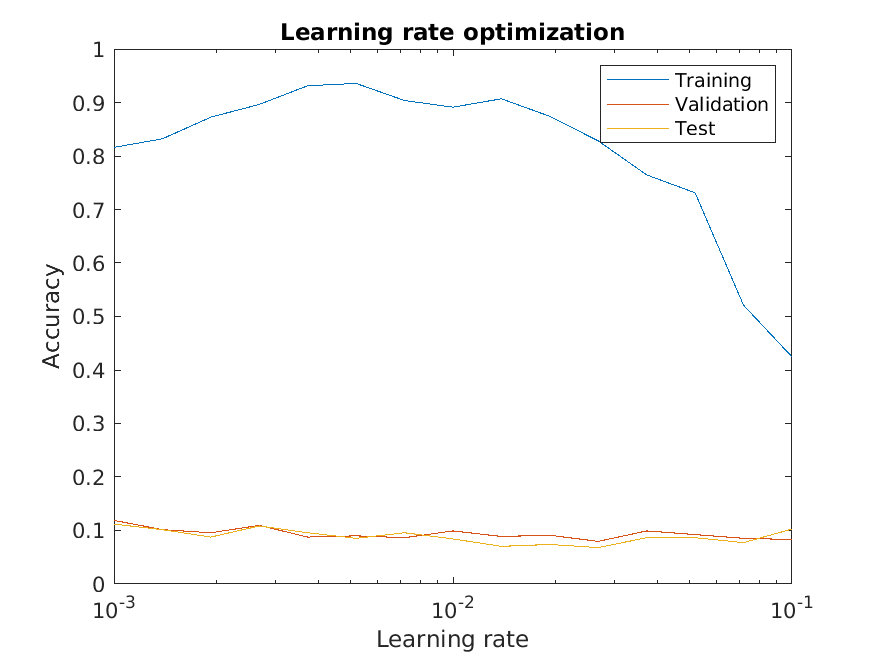 Learning rate optimization
Training
Validation
Test
Accuracy
1
0.9
0.8
0.7
0.6
0.5
0.4
0.3
0.2
0.1
0
10^-3
10^-2
10^-1
Learning rate